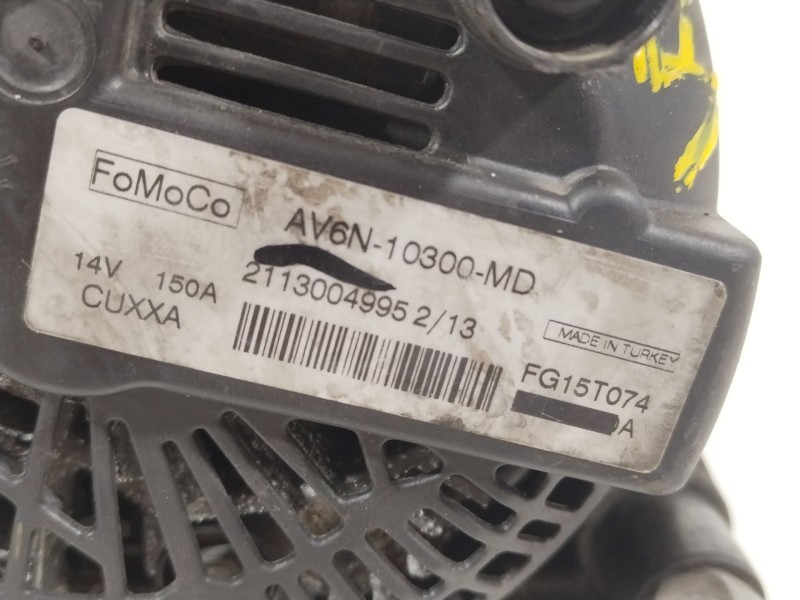 FoMoCo
AV6N-10300-MD
14V 150A
CUXXA
2113004995 2/13
MADE IN TURKEY
FG15T074
A